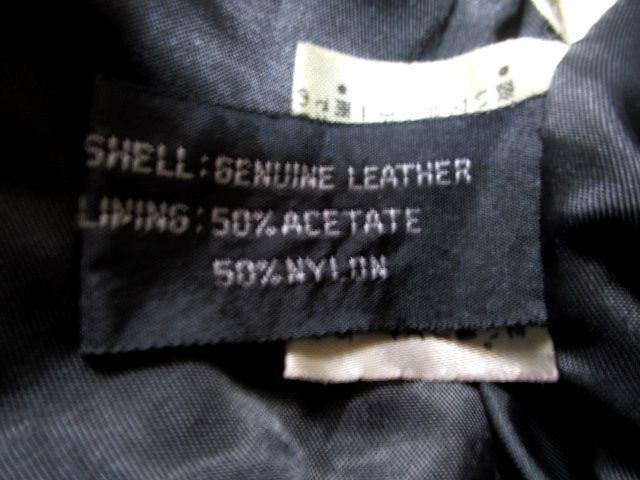 SHELL: GENUINE LEATHER
LINING: 50% ACETATE
50% NYLON